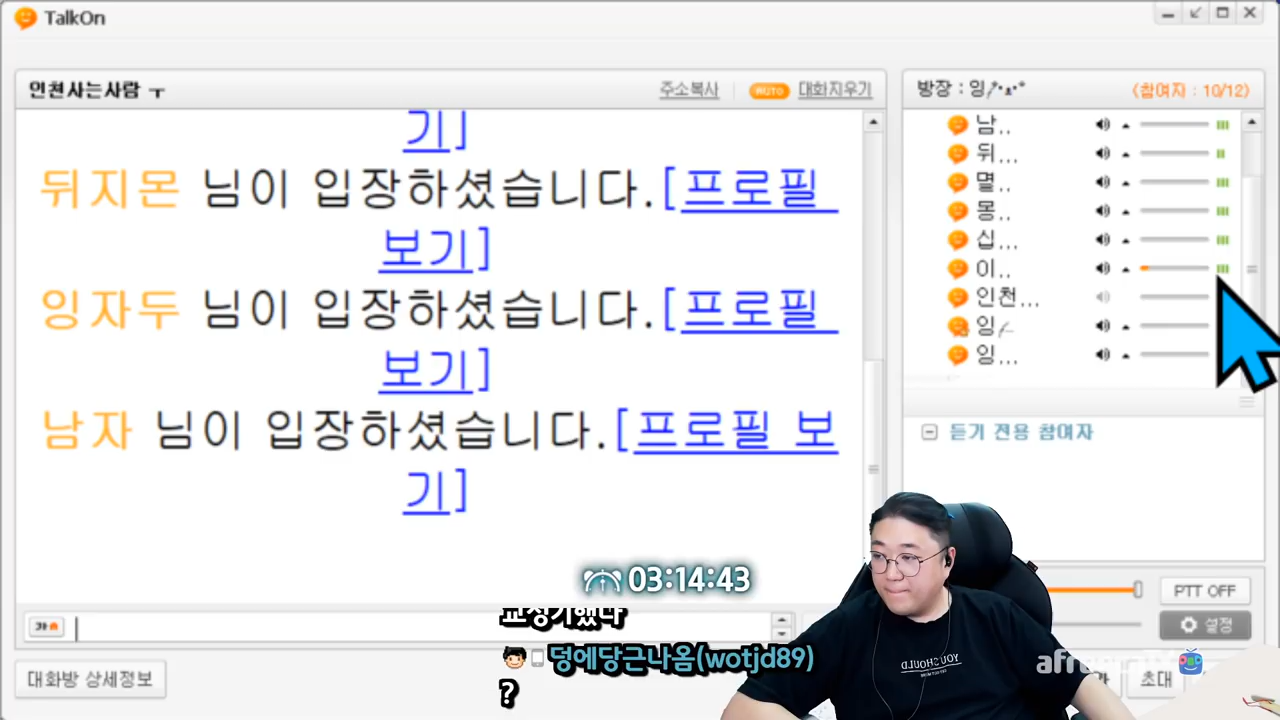 TalkOn
인천사는사람 ㅜ
주소복사
AUTO
대화지우기
방장 : 잉
(참여자 : 10/12)
기]
뒤지몬 님이 입장하셨습니다.[프로필
보기]
잉자두 님이 입장하셨습니다.[프로필
보기]
남자 님이 입장하셨습니다.[프로필 보
기]
남..
뒤...
멸..
몽..
십...
이..
인천...
잉
잉...
듣기 전용 참여자
03:14:43
교정기했나
덩에당근나옴(wotjd89)
?
PTT OFF
설정
대화방 상세정보
초대
YOU SHOULD